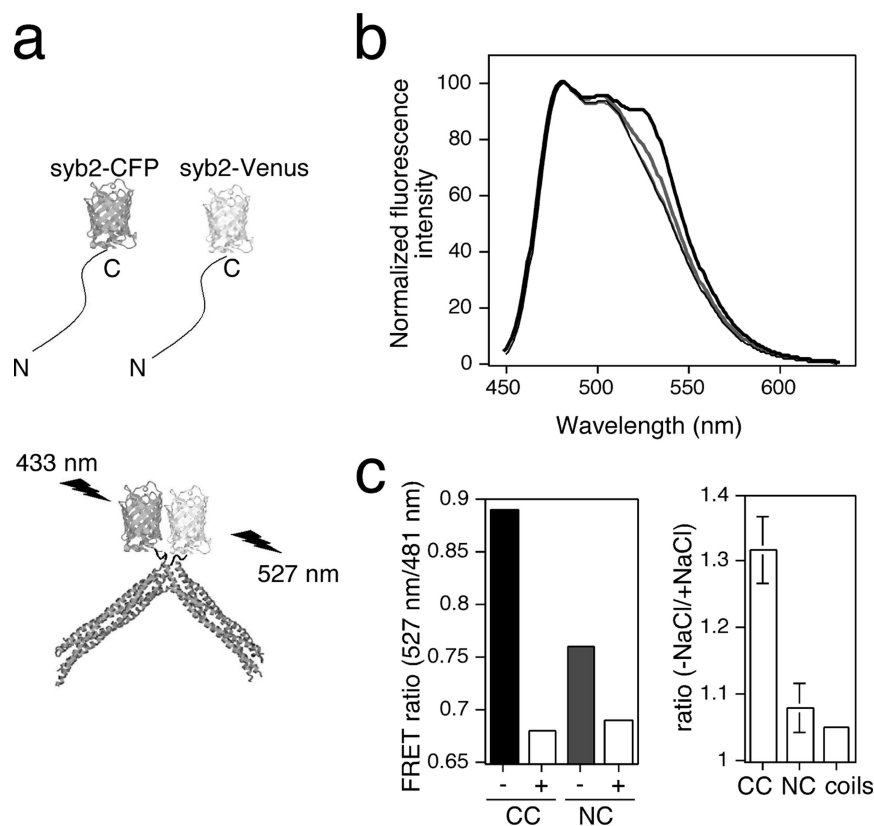 a
syb2-CFP syb2-Venus
C C
N N
433 nm
527 nm
b
Normalized fluorescence
intensity
100
80
60
40
20
0
450 500 550 600
Wavelength (nm)
c
FRET ratio (527 nm/481 nm)
0.9
0.85
0.8
0.75
0.7
0.65
- + - +
CC NC
ratio (-NaCl/+NaCl)
1.4
1.3
1.2
1.1
1
CC NC coils